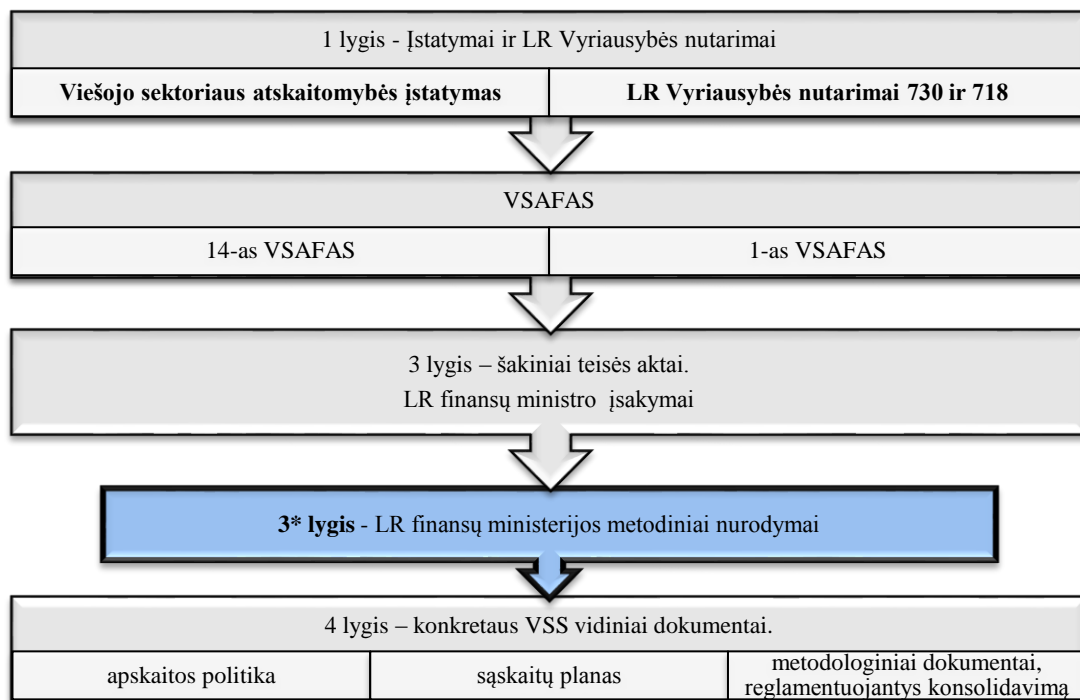 1 lygis - Įstatymai ir LR Vyriausybės nutarimai
Viešojo sektoriaus atskaitomybės įstatymas
LR Vyriausybės nutarimai 730 ir 718
VSAFAS
14-as VSAFAS
1-as VSAFAS
3 lygis – šakiniai teisės aktai.
LR finansų ministro įsakymai
3* lygis - LR finansų ministerijos metodiniai nurodymai
4 lygis – konkretaus VSS vidiniai dokumentai.
apskaitos politika
sąskaitų planas
metodologiniai dokumentai,
reglamentuojantys konsolidavimą